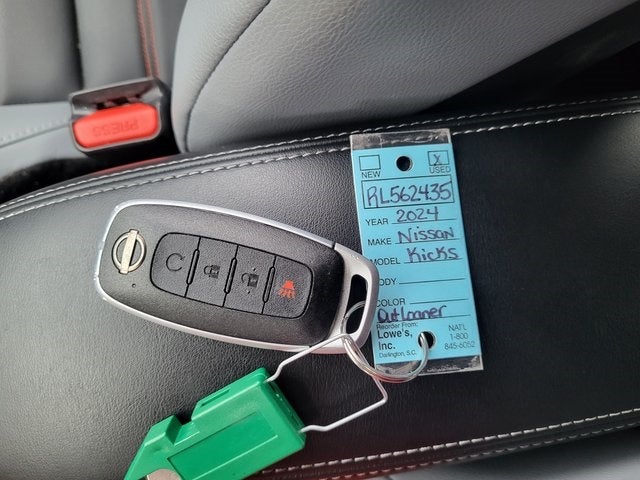 PRESS
NEW
X
USED
RL562435
YEAR 2024
MAKE Nissan
MODEL Kicks
BODY
COLOR
Out Loaner
Reorder From:
Lowe's,
Inc.
Darlington, S.C.
NAT'L
1-800
845-6052